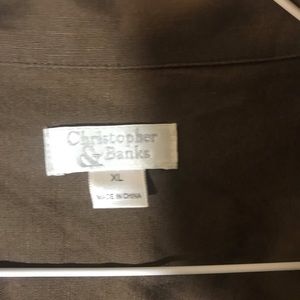 Christopher
& Banks
XL
MADE IN CHINA